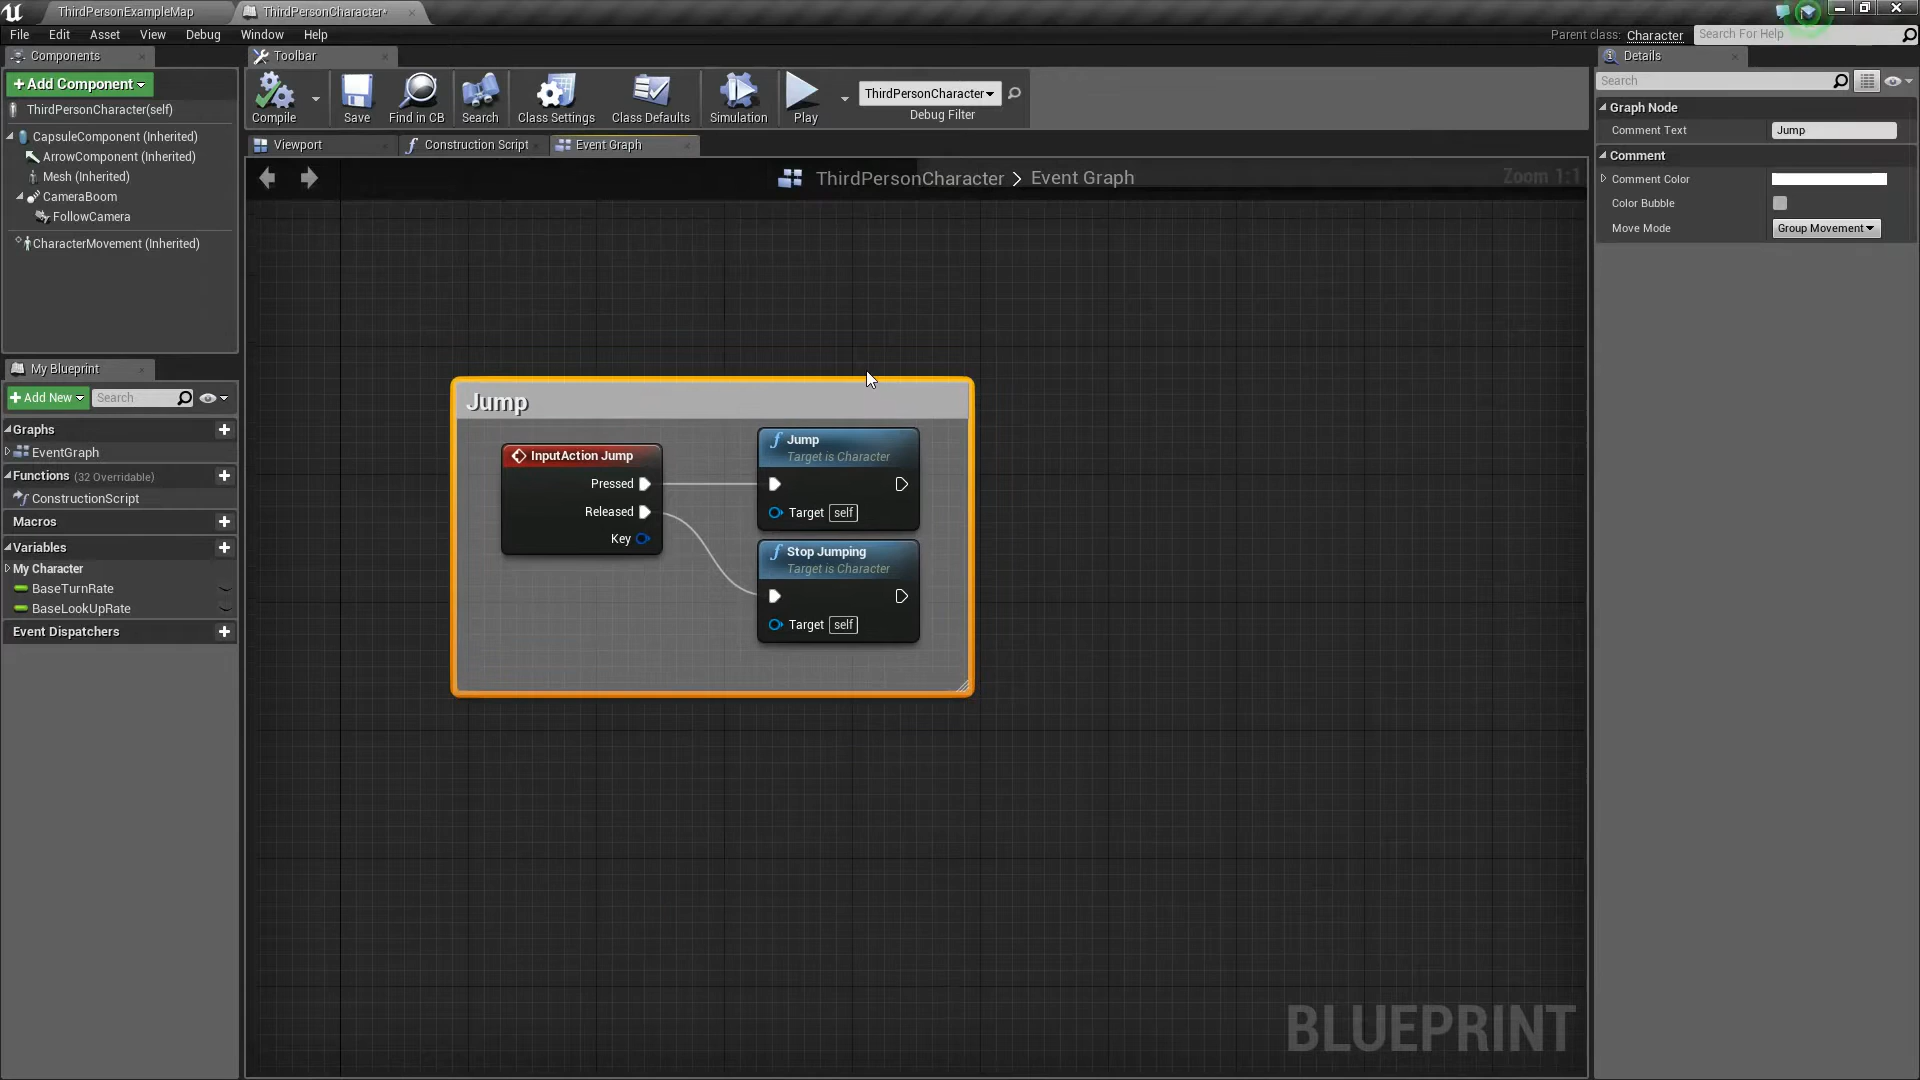 ThirdPersonExampleMap
ThirdPersonCharacter*
File Edit Asset View Debug Window Help
Parent class: Character
Search For Help
Components
+Add Component
ThirdPersonCharacter(self)
CapsuleComponent (Inherited)
ArrowComponent (Inherited)
Mesh (Inherited)
CameraBoom
FollowCamera
CharacterMovement (Inherited)
My Blueprint
+Add New
Search
Graphs
EventGraph
Functions (32 Overridable)
ConstructionScript
Macros
Variables
My Character
BaseTurnRate
BaseLookUpRate
Event Dispatchers
Toolbar
Compile
Save
Find in CB
Search
Class Settings
Class Defaults
Simulation
Play
ThirdPersonCharacter
Debug Filter
Viewport
Construction Script
Event Graph
ThirdPersonCharacter > Event Graph
Zoom 1:1
Jump
InputAction Jump
Pressed
Released
Key
Jump
Target is Character
Target self
Stop Jumping
Target is Character
Target self
BLUEPRINT
Details
Search
Graph Node
Comment Text Jump
Comment
Comment Color
Color Bubble
Move Mode Group Movement